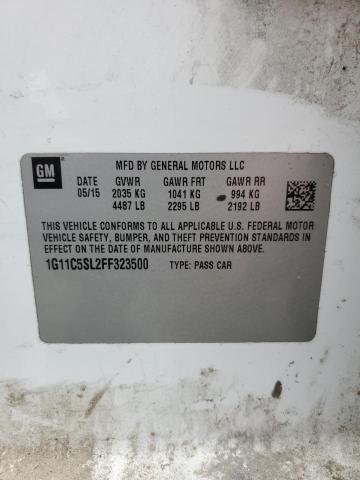 GM
MFD BY GENERAL MOTORS LLC
DATE GVWR GAWR FRT GAWR RR
05/15 2035 KG 1041 KG 994 KG
4487 LB 2295 LB 2192 LB
THIS VEHICLE CONFORMS TO ALL APPLICABLE U.S. FEDERAL MOTOR
VEHICLE SAFETY, BUMPER, AND THEFT PREVENTION STANDARDS IN
EFFECT ON THE DATE OF MANUFACTURE SHOWN ABOVE.
1G11C5SL2FF323500 TYPE: PASS CAR